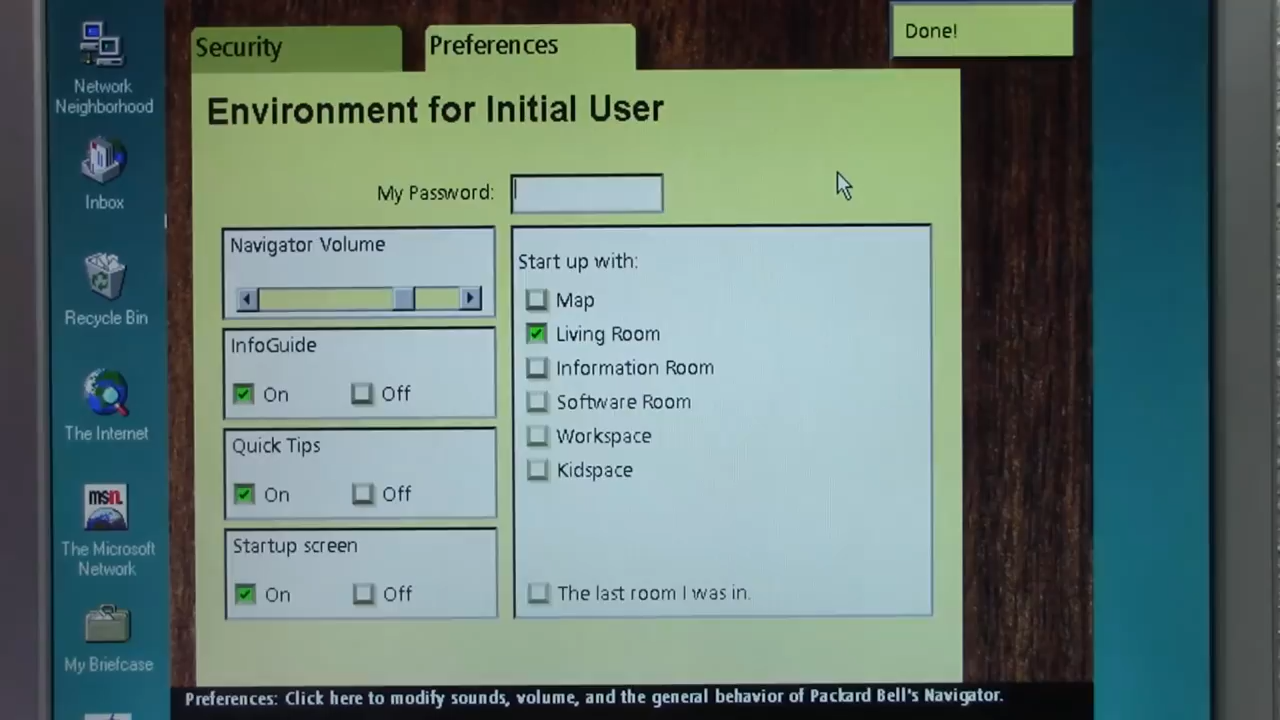 Network
Neighborhood
Inbox
Recycle Bin
The Internet
msn.
The Microsoft
Network
My Briefcase
Security
Preferences
Done!
Environment for Initial User
My Password:
Navigator Volume
InfoGuide
On
Off
Quick Tips
On
Off
Startup screen
On
Off
Start up with:
Map
Living Room
Information Room
Software Room
Workspace
Kidspace
The last room I was in.
Preferences: Click here to modify sounds, volume, and the general behavior of Packard Bell's Navigator.